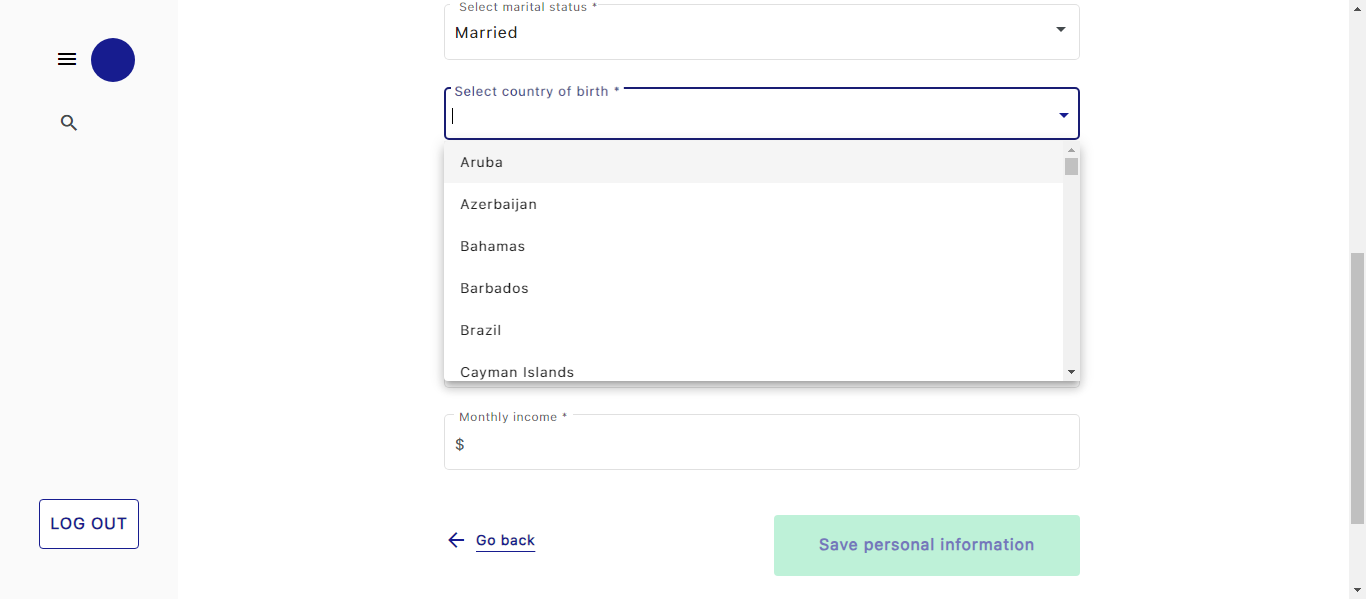 Select marital status *
Married
Select country of birth *
Aruba
Azerbaijan
Bahamas
Barbados
Brazil
Cayman Islands
Monthly income *
$
LOG OUT
Go back
Save personal information